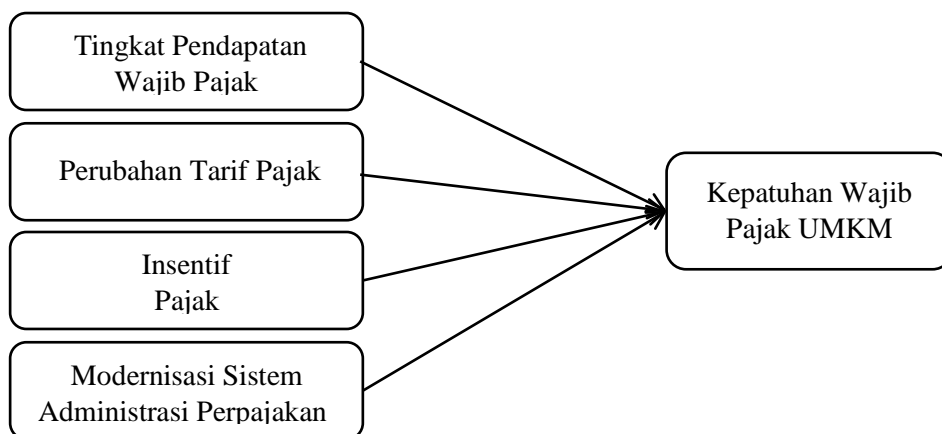 Tingkat Pendapatan
Wajib Pajak
Perubahan Tarif Pajak
Insentif
Pajak
Modernisasi Sistem
Administrasi Perpajakan
Kepatuhan Wajib
Pajak UMKM